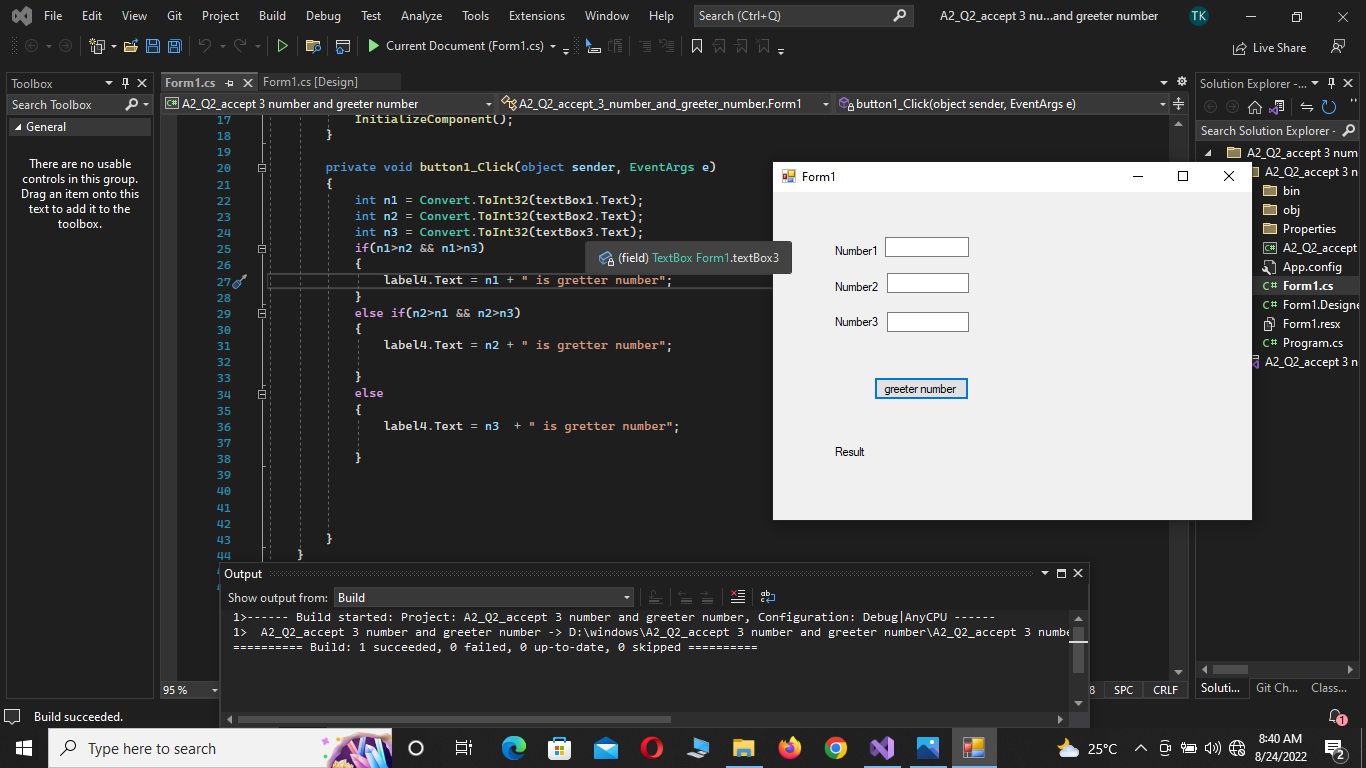 File Edit View Git Project Build Debug Test Analyze Tools Extensions Window Help Search (Ctrl+Q) A2_Q2_accept 3 nu...and greeter number TK
Current Document (Form1.cs) Live Share
Toolbox
Search Toolbox
General
There are no usable
controls in this group.
Drag an item onto this
text to add it to the
toolbox.
Form1.cs Form1.cs [Design]
A2_Q2_accept 3 number and greeter number A2_Q2_accept_3_number_and_greeter_number.Form1 button1_Click(object sender, EventArgs e)
17 InitializeComponent();
18 }
19
20 private void button1_Click(object sender, EventArgs e)
21 {
22 int n1 = Convert.ToInt32(textBox1.Text);
23 int n2 = Convert.ToInt32(textBox2.Text);
24 int n3 = Convert.ToInt32(textBox3.Text);
25 if(n1>n2 && n1>n3)
26 {
27 label4.Text = n1 + " is gretter number";
28 }
29 else if(n2>n1 && n2>n3)
30 {
31 label4.Text = n2 + " is gretter number";
32
33 }
34 else
35 {
36 label4.Text = n3  + " is gretter number";
37
38 }
39
40
41
42
43 }
44 }
(field) TextBox Form1.textBox3
Form1
Number1
Number2
Number3
greeter number
Result
Solution Explorer - ...
Search Solution Explorer -
A2_Q2_accept 3 num
A2_Q2_accept 3 n
bin
obj
Properties
A2_Q2_accept
App.config
Form1.cs
Form1.Designe
Form1.resx
Program.cs
A2_Q2_accept 3 n
Soluti... Git Ch... Class...
Output
Show output from: Build
1>------ Build started: Project: A2_Q2_accept 3 number and greeter number, Configuration: Debug|AnyCPU ------
1>  A2_Q2_accept 3 number and greeter number -> D:\windows\A2_Q2_accept 3 number and greeter number\A2_Q2_accept 3 numbe
========== Build: 1 succeeded, 0 failed, 0 up-to-date, 0 skipped ==========
95 % 8 SPC CRLF
Build succeeded. 1
Type here to search 25°C 8:40 AM
8/24/2022 2